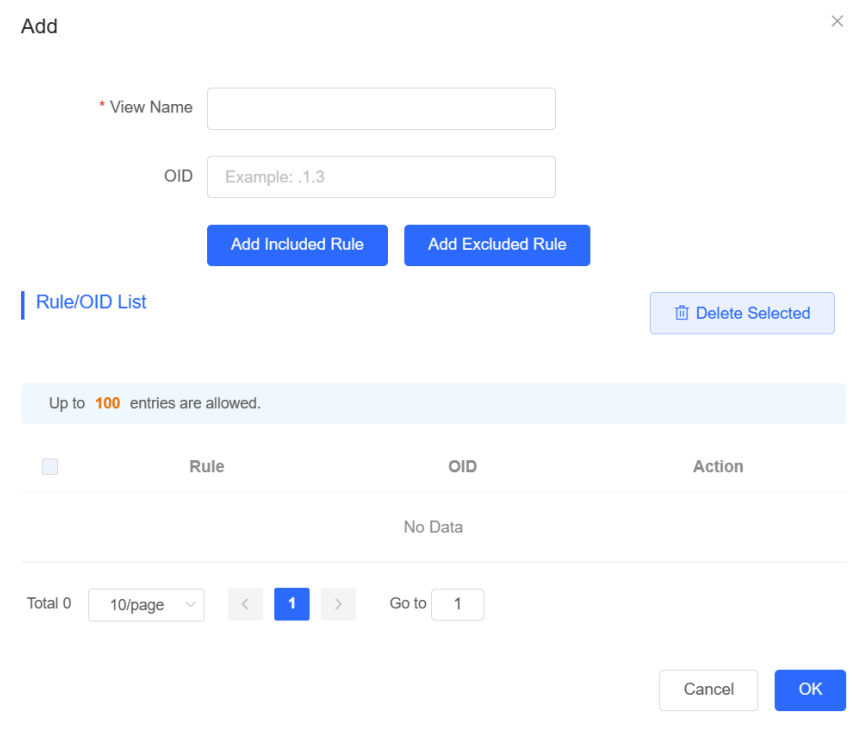 Add
* View Name
OID Example: .1.3
Add Included Rule Add Excluded Rule
Rule/OID List
Delete Selected
Up to 100 entries are allowed.
Rule OID Action
No Data
Total 0 10/page < 1 > Go to 1
Cancel OK